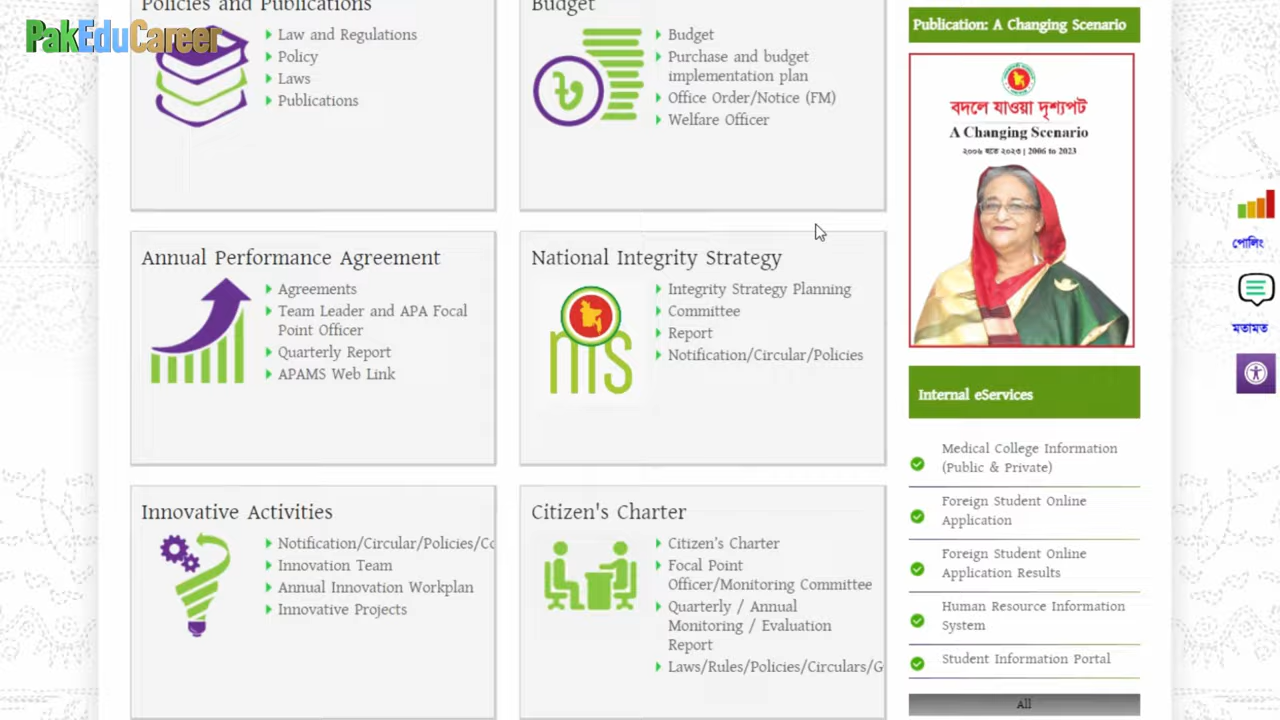 PakEduCareer
Policies and Publications
Law and Regulations
Policy
Laws
Publications
Budget
Budget
Purchase and budget
implementation plan
Office Order/Notice (FM)
Welfare Officer
Annual Performance Agreement
Agreements
Team Leader and APA Focal
Point Officer
Quarterly Report
APAMS Web Link
National Integrity Strategy
nis
Integrity Strategy Planning
Committee
Report
Notification/Circular/Policies
Innovative Activities
Notification/Circular/Policies/Co
Innovation Team
Annual Innovation Workplan
Innovative Projects
Citizen's Charter
Citizen's Charter
Focal Point
Officer/Monitoring Committee
Quarterly / Annual
Monitoring / Evaluation
Report
Laws/Rules/Policies/Circulars/G
Publication: A Changing Scenario
বদলে যাওয়া দৃশ্যপট
A Changing Scenario
২০০৬ হতে ২০২৩ | 2006 to 2023
Internal eServices
Medical College Information
(Public & Private)
Foreign Student Online
Application
Foreign Student Online
Application Results
Human Resource Information
System
Student Information Portal
All
পোলিং
মতামত